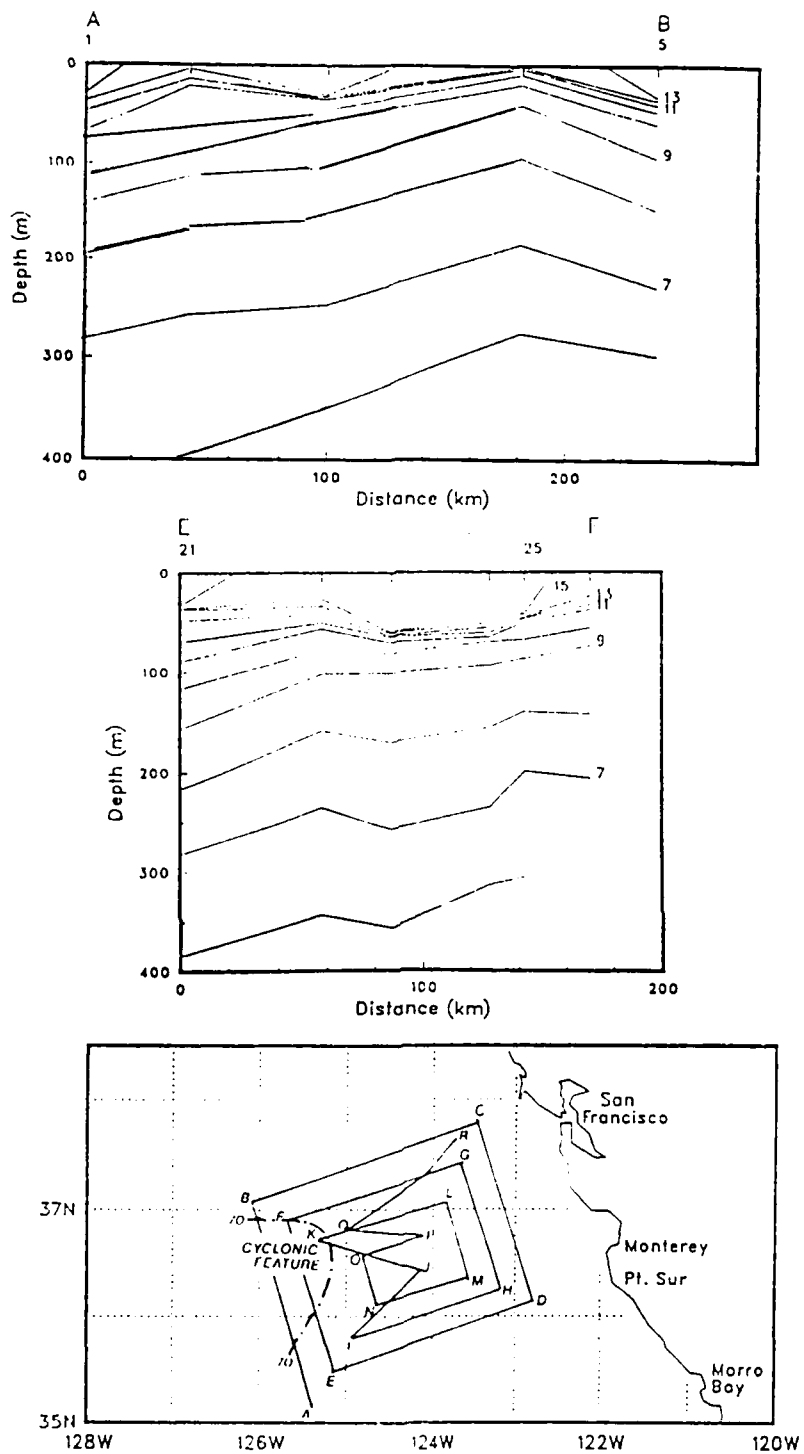 A B
1 5
0
100
200
300
400
Depth (m)
13
11
9
7
0 100 200
Distance (km)
E F
21 25
0
100
200
300
400
Depth (m)
15
13
11
9
7
0 100 200
Distance (km)
C
San
Francisco
R
G
B
L
37N
F
Q
K
P
CYCLONIC
FEATURE
O
J
Monterey
M
Pt. Sur
H
D
N
I
E
Morro
Bay
A
35N
128W 126W 124W 122W 120W